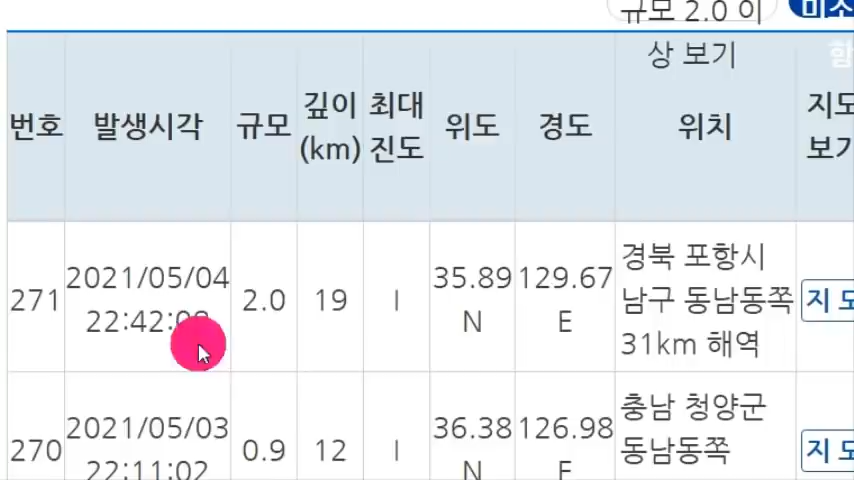 규모 2.0 이
상 보기
함
번호 발생시각 규모 깊이 (km) 최대 진도 위도 경도 위치 지도 보기
271 2021/05/04 2.0 19 I 35.89 N 129.67 E 경북 포항시
남구 동남동쪽
31km 해역
지 도
270 2021/05/03 22:11:02 0.9 12 I 36.38 N 126.98 E 충남 청양군
동남동쪽
지 도